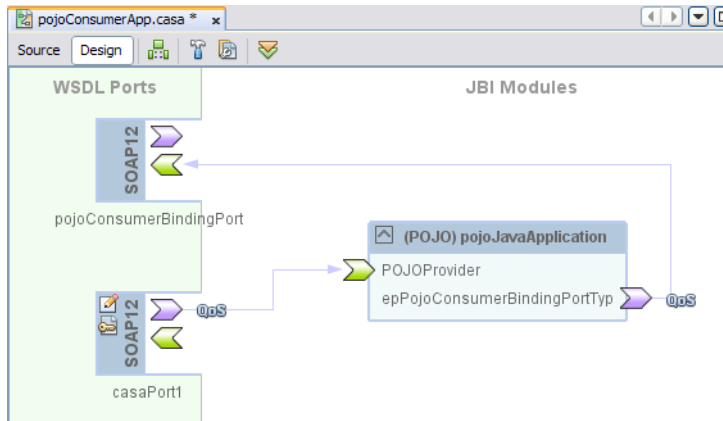 pojoConsumerApp.casa * x
Source Design
WSDL Ports
JBI Modules
SOAP12
pojoConsumerBindingPort
(POJO) pojoJavaApplication
POJOProvider
epPojoConsumerBindingPortTyp
QoS
SOAP12
QoS
casaPort1